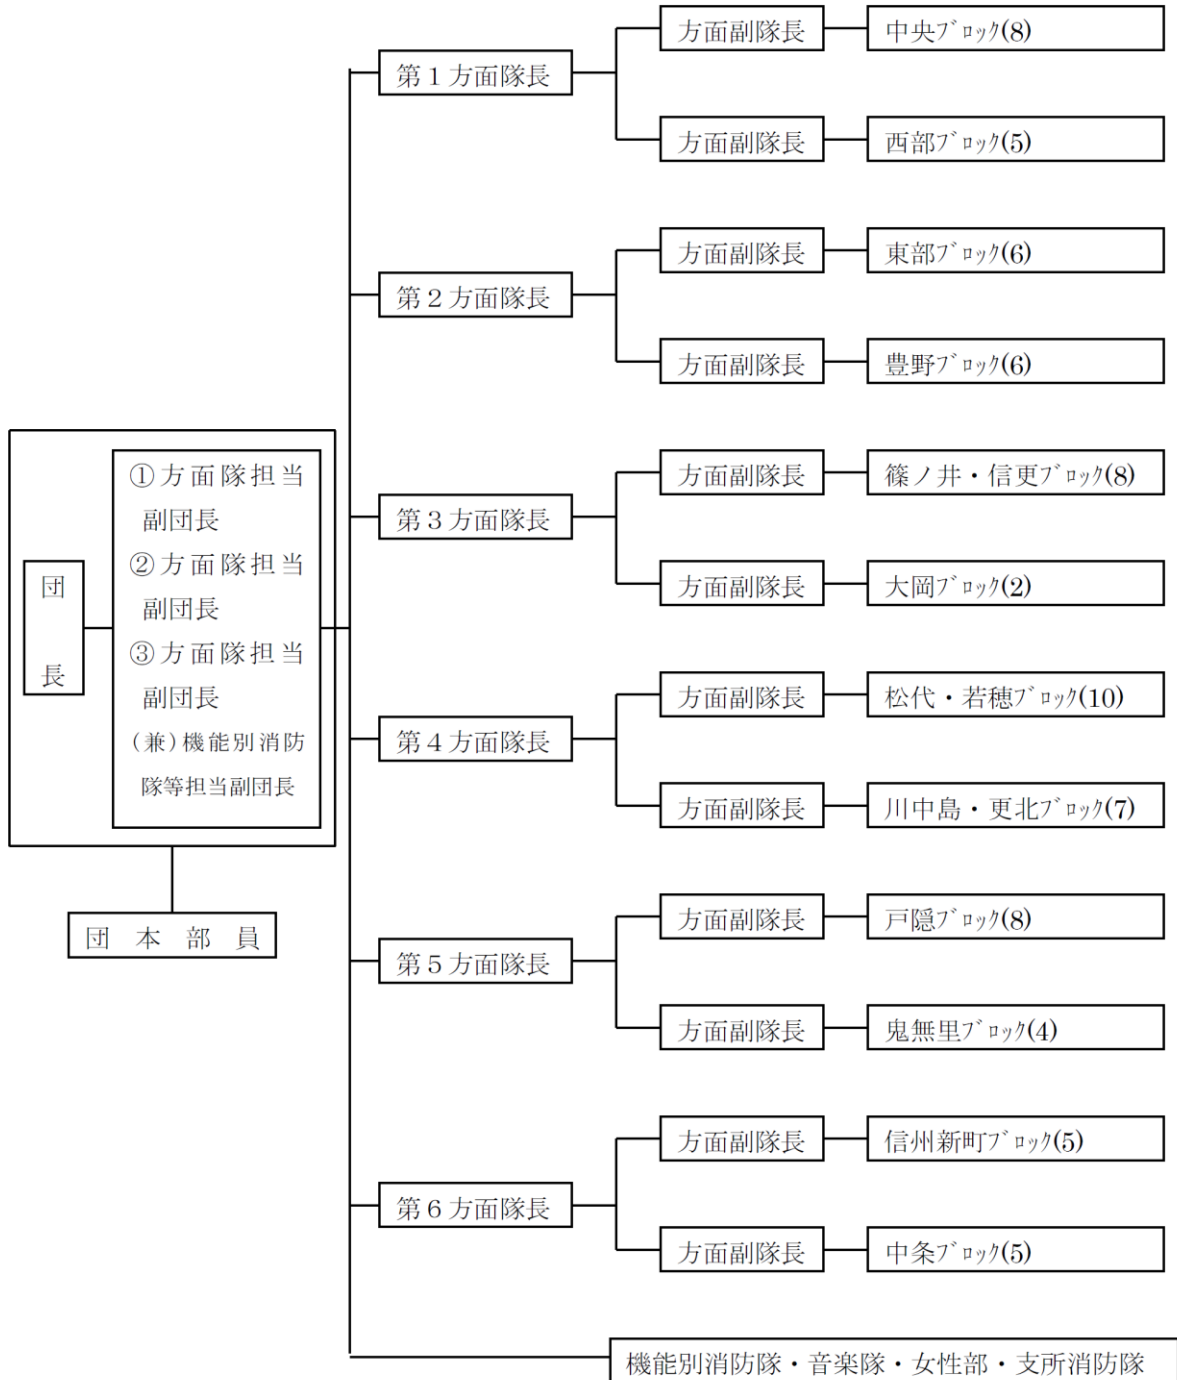 団
長
①方面隊担当
副団長
②方面隊担当
副団長
③方面隊担当
副団長
(兼)機能別消防
隊等担当副団長
団本部員
第１方面隊長
方面副隊長
中央ﾌﾞﾛｯｸ(8)
方面副隊長
西部ﾌﾞﾛｯｸ(5)
第２方面隊長
方面副隊長
東部ﾌﾞﾛｯｸ(6)
方面副隊長
豊野ﾌﾞﾛｯｸ(6)
第３方面隊長
方面副隊長
篠ノ井・信更ﾌﾞﾛｯｸ(8)
方面副隊長
大岡ﾌﾞﾛｯｸ(2)
第４方面隊長
方面副隊長
松代・若穂ﾌﾞﾛｯｸ(10)
方面副隊長
川中島・更北ﾌﾞﾛｯｸ(7)
第５方面隊長
方面副隊長
戸隠ﾌﾞﾛｯｸ(8)
方面副隊長
鬼無里ﾌﾞﾛｯｸ(4)
第６方面隊長
方面副隊長
信州新町ﾌﾞﾛｯｸ(5)
方面副隊長
中条ﾌﾞﾛｯｸ(5)
機能別消防隊・音楽隊・女性部・支所消防隊